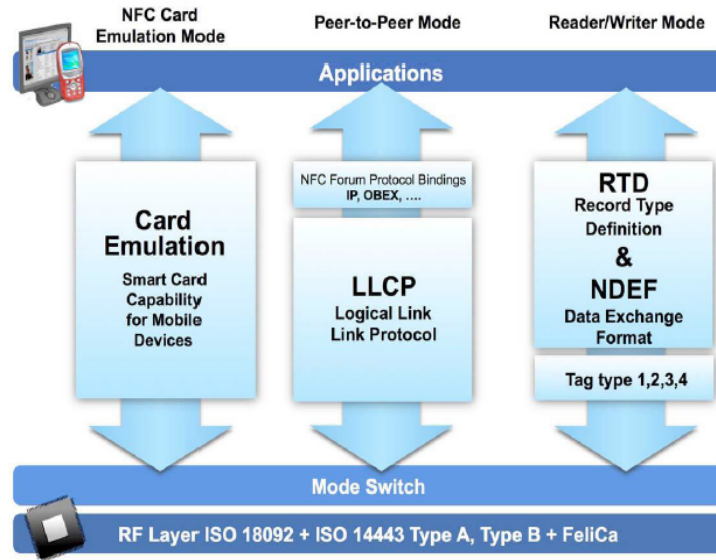 NFC Card
Emulation Mode
Peer-to-Peer Mode
Reader/Writer Mode
Applications
Card
Emulation
Smart Card
Capability
for Mobile
Devices
NFC Forum Protocol Bindings
IP, OBEX, ....
LLCP
Logical Link
Link Protocol
RTD
Record Type
Definition
&
NDEF
Data Exchange
Format
Tag type 1,2,3,4
Mode Switch
RF Layer ISO 18092 + ISO 14443 Type A, Type B + FeliCa